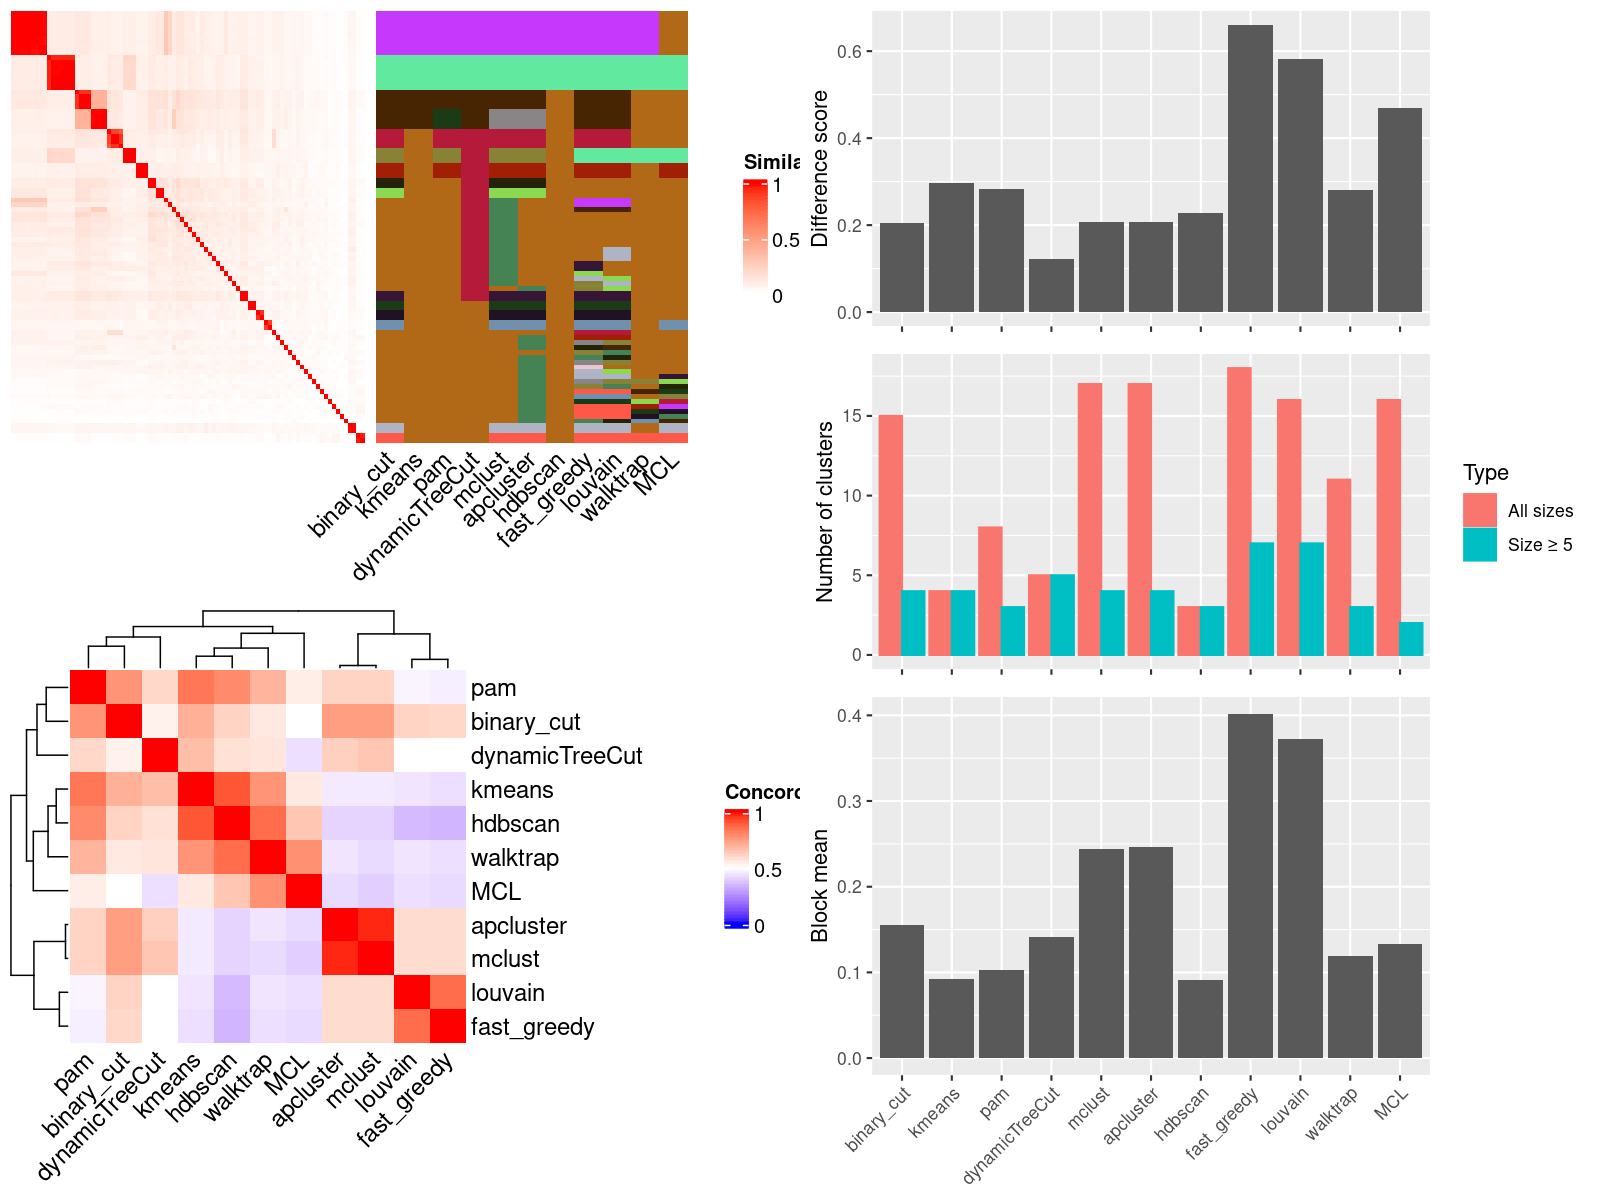 Simila
1
0.5
0
binary_cut
kmeans
pam
dynamicTreeCut
mclust
apcluster
hdbscan
fast_greedy
louvain
walktrap
MCL
pam
binary_cut
dynamicTreeCut
kmeans
hdbscan
walktrap
MCL
apcluster
mclust
louvain
fast_greedy
Concord
1
0.5
0
pam
binary_cut
dynamicTreeCut
kmeans
hdbscan
walktrap
MCL
apcluster
mclust
louvain
fast_greedy
Difference score
0.6
0.4
0.2
0.0
Number of clusters
15
10
5
0
Type
All sizes
Size ≥ 5
Block mean
0.4
0.3
0.2
0.1
0.0
binary_cut
kmeans
pam
dynamicTreeCut
mclust
apcluster
hdbscan
fast_greedy
louvain
walktrap
MCL